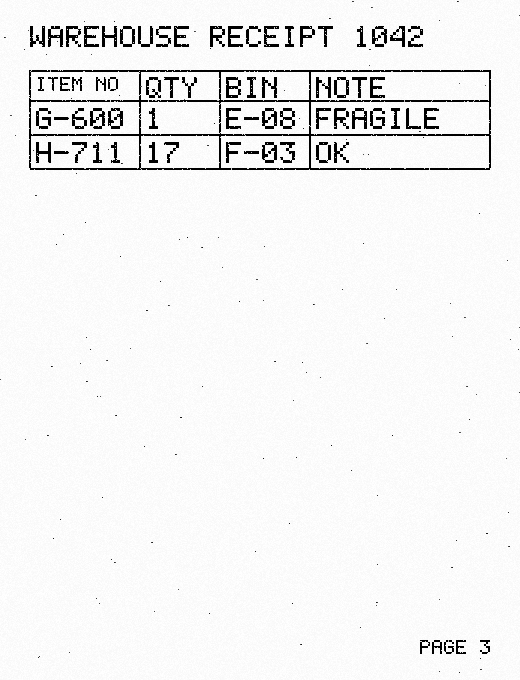 WAREHOUSE RECEIPT 1042
ITEM NO QTY BIN NOTE
G-600 1 E-08 FRAGILE
H-711 17 F-03 OK
PAGE 3